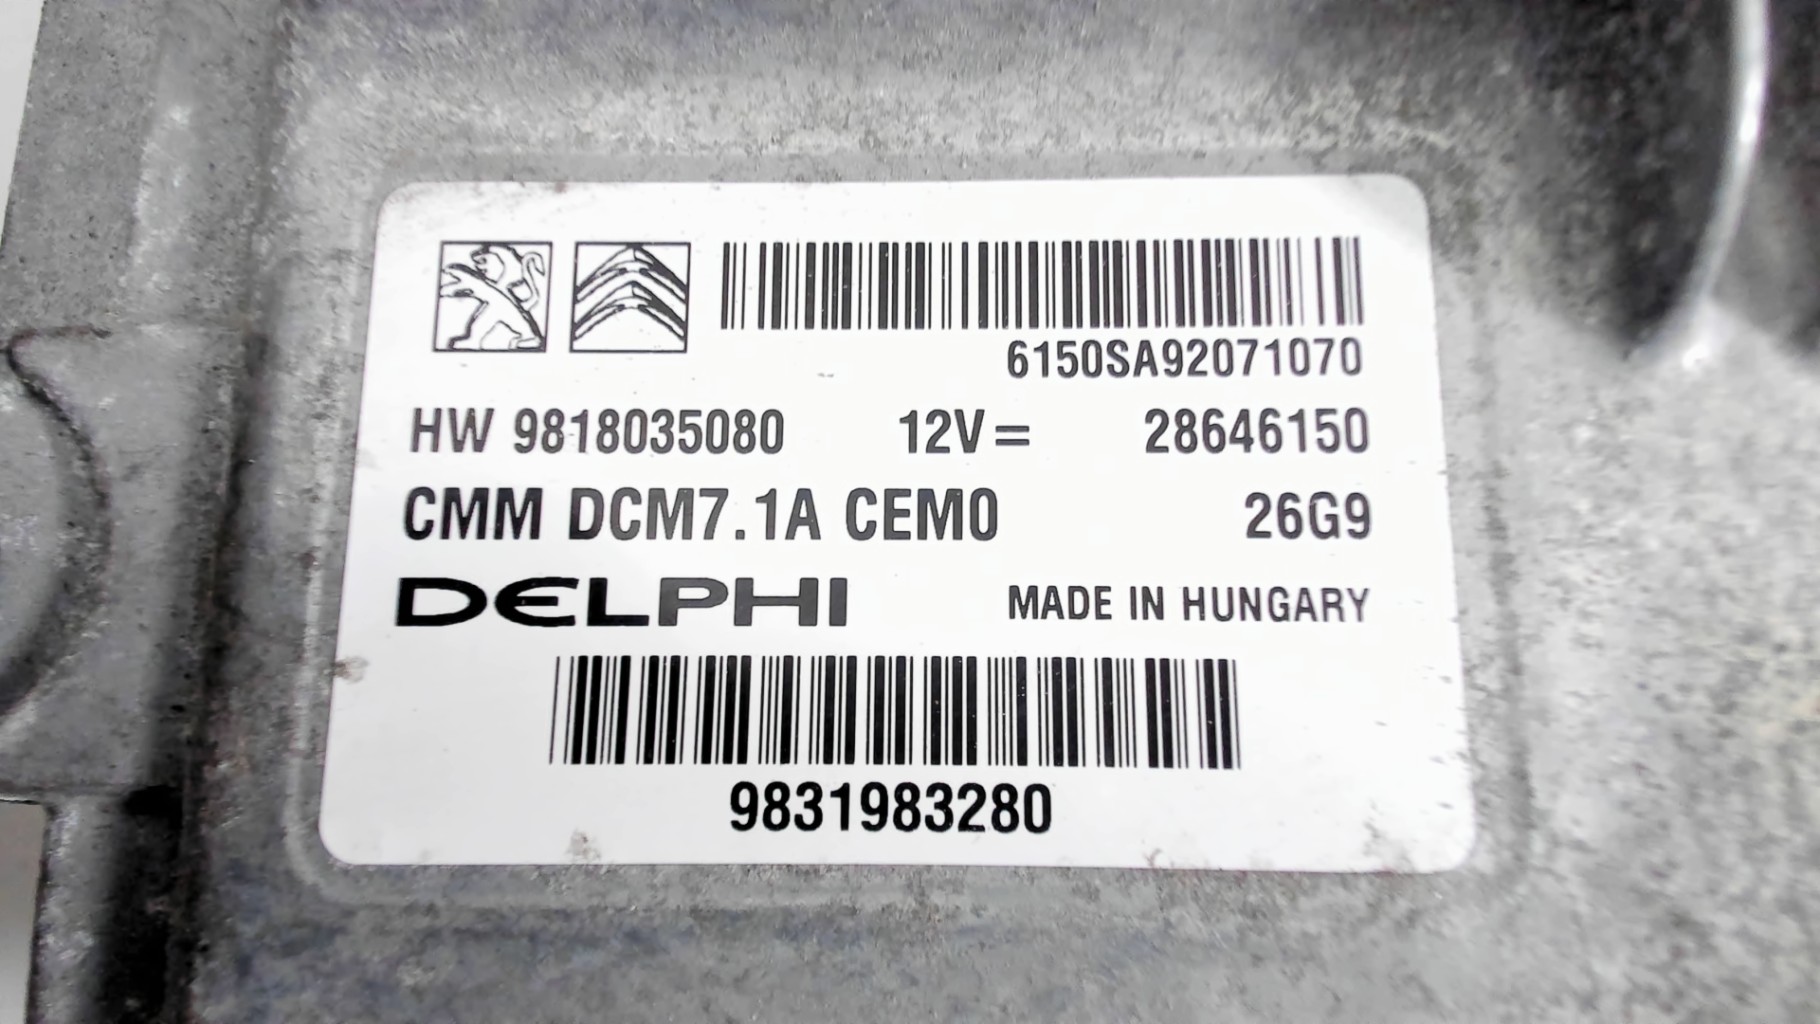 6150SA92071070
HW 9818035080 12V= 28646150
CMM DCM7.1A CEM0 26G9
DELPHI MADE IN HUNGARY
9831983280